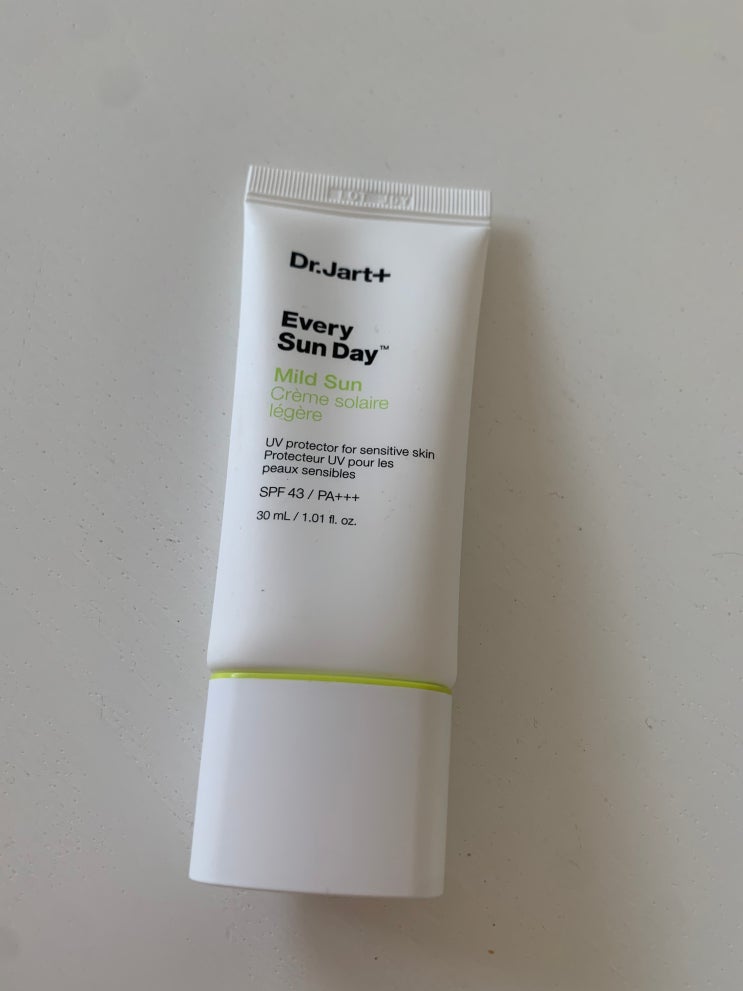 Dr.Jart+
Every
Sun Day™
Mild Sun
Crème solaire
légère
UV protector for sensitive skin
Protecteur UV pour les
peaux sensibles
SPF 43 / PA+++
30 mL / 1.01 fl. oz.